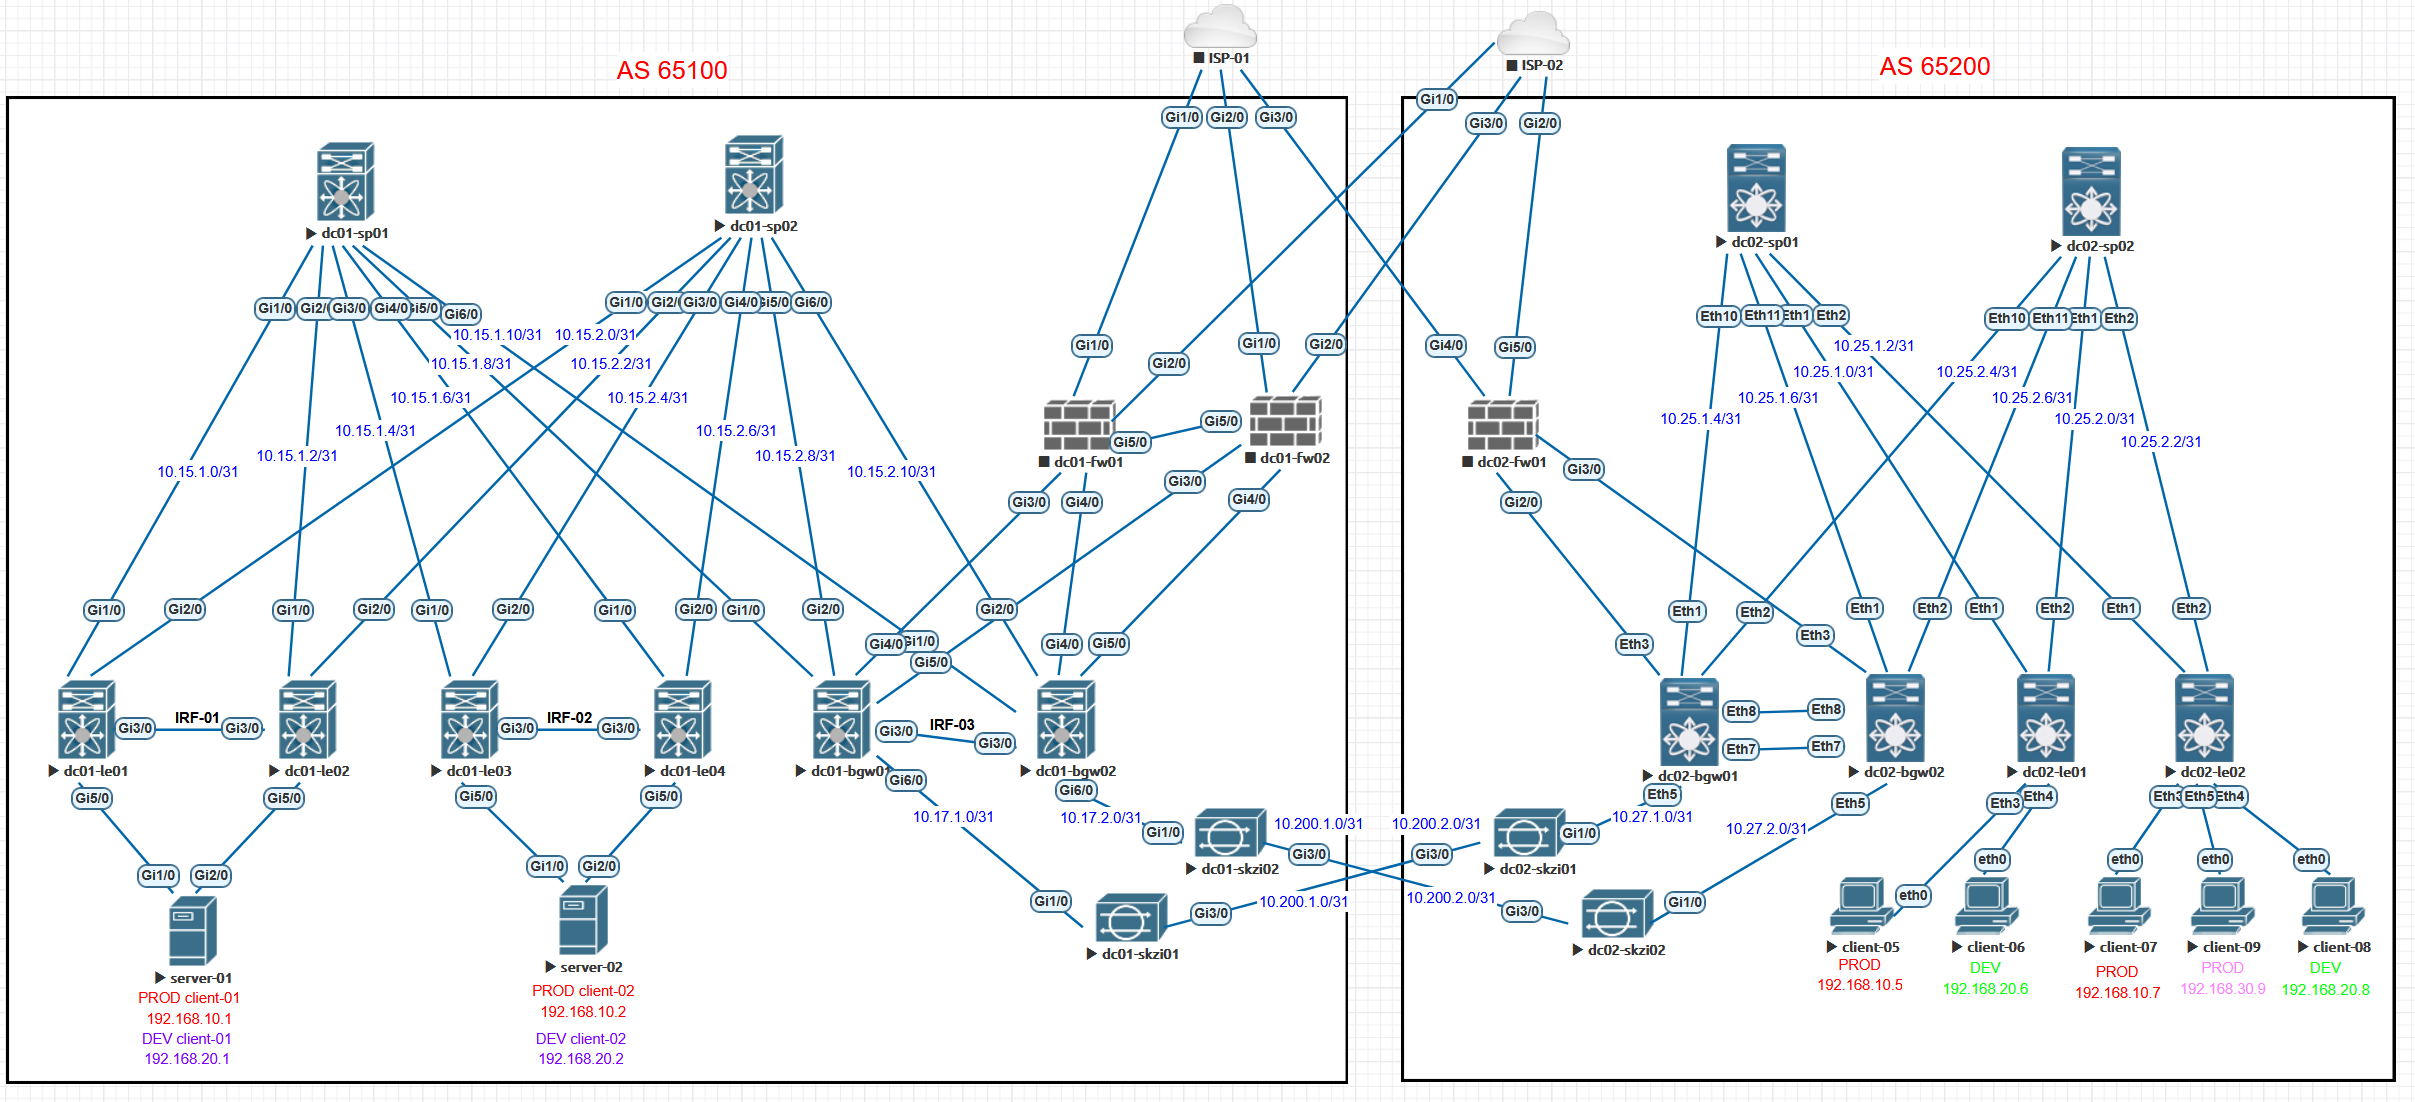 ISP-01
ISP-02
AS 65100
AS 65200
Gi1/0
Gi1/0
Gi2/0
Gi3/0
Gi3/0
Gi2/0
dc01-sp01
dc01-sp02
dc02-sp01
dc02-sp02
Gi1/0
Gi2/0
Gi3/0
Gi4/0
Gi5/0
Gi6/0
Gi1/0
Gi2/0
Gi3/0
Gi4/0
Gi5/0
Gi6/0
Eth10
Eth11
Eth1
Eth2
Eth10
Eth11
Eth1
Eth2
10.15.1.10/31
10.15.2.0/31
10.15.1.8/31
10.15.2.2/31
10.15.1.6/31
10.15.2.4/31
10.15.1.4/31
10.15.2.6/31
10.15.1.2/31
10.15.2.8/31
10.15.1.0/31
10.15.2.10/31
Gi1/0
Gi2/0
Gi1/0
Gi2/0
Gi4/0
Gi5/0
10.25.1.2/31
10.25.1.0/31
10.25.2.4/31
10.25.1.6/31
10.25.2.6/31
10.25.1.4/31
10.25.2.0/31
10.25.2.2/31
Gi5/0
Gi5/0
dc01-fw01
dc01-fw02
dc02-fw01
Gi3/0
Gi4/0
Gi3/0
Gi4/0
Gi2/0
Gi3/0
Gi1/0
Gi2/0
Gi1/0
Gi2/0
Gi1/0
Gi2/0
Gi1/0
Gi2/0
Gi1/0
Gi2/0
Gi2/0
Gi4/0
Gi1/0
Gi5/0
Gi4/0
Gi5/0
Eth3
Eth1
Eth2
Eth3
Eth1
Eth2
Eth1
Eth2
Eth1
Eth2
Gi3/0
IRF-01
Gi3/0
Gi3/0
IRF-02
Gi3/0
Gi3/0
IRF-03
Gi3/0
Eth8
Eth8
Eth7
Eth7
dc01-le01
dc01-le02
dc01-le03
dc01-le04
dc01-bgw01
dc01-bgw02
dc02-bgw01
dc02-bgw02
dc02-le01
dc02-le02
Gi5/0
Gi5/0
Gi5/0
Gi5/0
Gi6/0
Gi6/0
Eth5
Eth5
Eth3
Eth4
Eth3
Eth5
Eth4
10.17.1.0/31
10.17.2.0/31
10.200.1.0/31
10.200.2.0/31
10.27.1.0/31
10.27.2.0/31
Gi1/0
Gi3/0
Gi3/0
Gi1/0
dc01-skzi02
dc02-skzi01
Gi1/0
Gi2/0
Gi1/0
Gi2/0
Gi1/0
Gi3/0
10.200.1.0/31
10.200.2.0/31
Gi3/0
Gi1/0
eth0
eth0
eth0
eth0
eth0
dc01-skzi01
dc02-skzi02
server-01
PROD client-01
192.168.10.1
DEV client-01
192.168.20.1
server-02
PROD client-02
192.168.10.2
DEV client-02
192.168.20.2
client-05
PROD
192.168.10.5
client-06
DEV
192.168.20.6
client-07
PROD
192.168.10.7
client-09
PROD
192.168.30.9
client-08
DEV
192.168.20.8